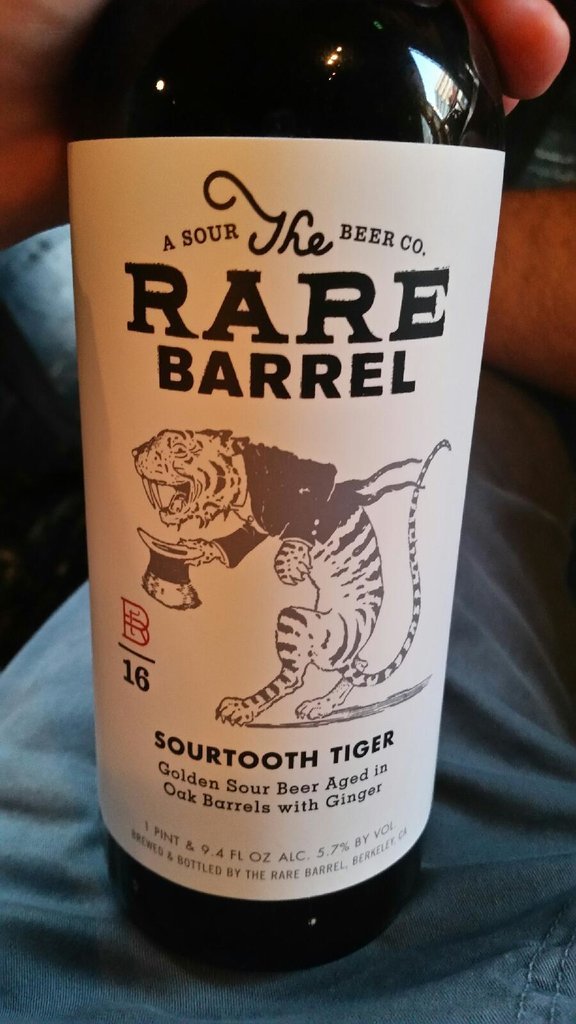 A SOUR The BEER CO.
RARE
BARREL
RB
16
SOURTOOTH TIGER
Golden Sour Beer Aged in
Oak Barrels with Ginger
1 PINT & 9.4 FL OZ ALC. 5.7% BY VOL.
BREWED & BOTTLED BY THE RARE BARREL, BERKELEY, CA